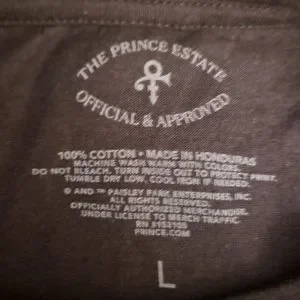 THE PRINCE ESTATE
OFFICIAL & APPROVED
100% COTTON • MADE IN HONDURAS
MACHINE WASH WARM WITH COLORS.
DO NOT BLEACH. TURN INSIDE OUT TO PROTECT PRINT.
TUMBLE DRY LOW. COOL IRON IF NEEDED.
© AND ™ PAISLEY PARK ENTERPRISES, INC.
ALL RIGHTS RESERVED.
OFFICIALLY AUTHORIZED MERCHANDISE.
UNDER LICENSE TO MERCH TRAFFIC
RN #153105
PRINCE.COM
L